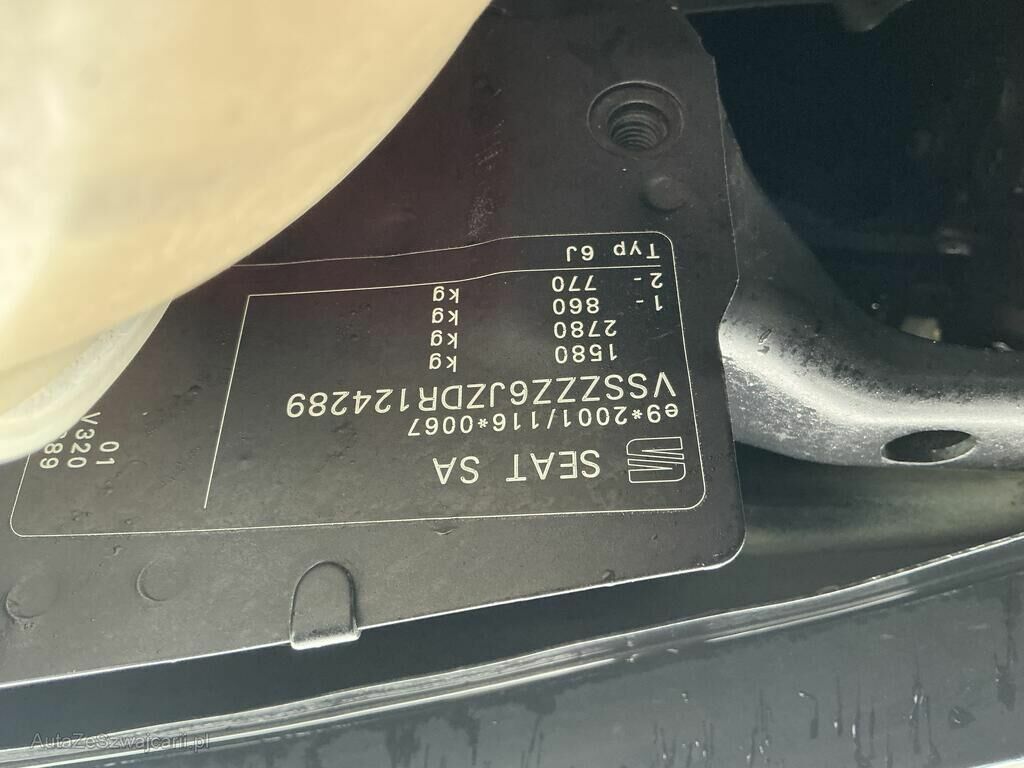 SEAT SA
e9*2001/116*0067
VSSZZZ6JZDR124289
1580 kg
2780 kg
1- 860 kg
2- 770 kg
Typ 6J
01
V320
AutaZeSzwajcarii.pl